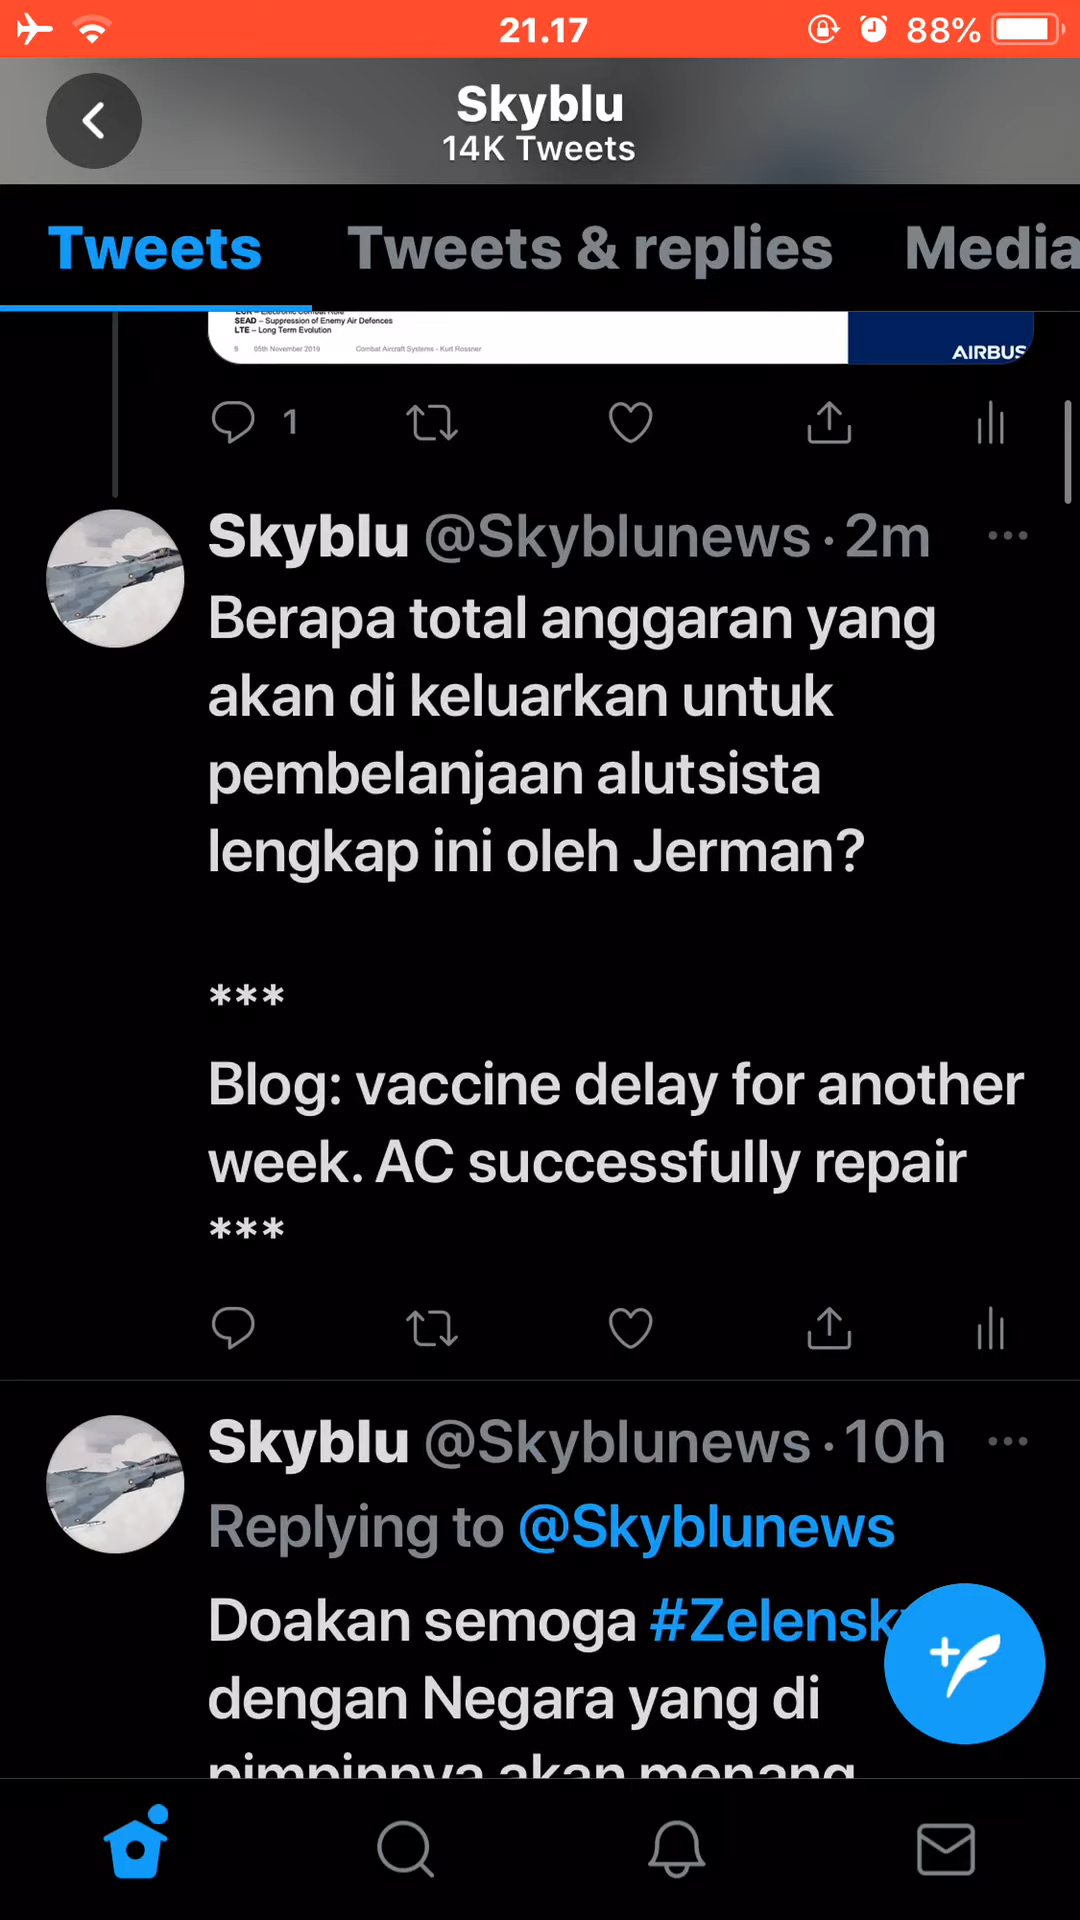 21.17
88%
Skyblu
14K Tweets
Tweets Tweets & replies Media
SEAD – Suppression of Enemy Air Defences
LTE – Long Term Evolution
9 05th November 2019 Combat Aircraft Systems - Kurt Rossner
AIRBUS
1
Skyblu @Skyblunews · 2m
Berapa total anggaran yang
akan di keluarkan untuk
pembelanjaan alutsista
lengkap ini oleh Jerman?
***
Blog: vaccine delay for another
week. AC successfully repair
***
Skyblu @Skyblunews · 10h
Replying to @Skyblunews
Doakan semoga #Zelensk
dengan Negara yang di
pimpinnya akan menang